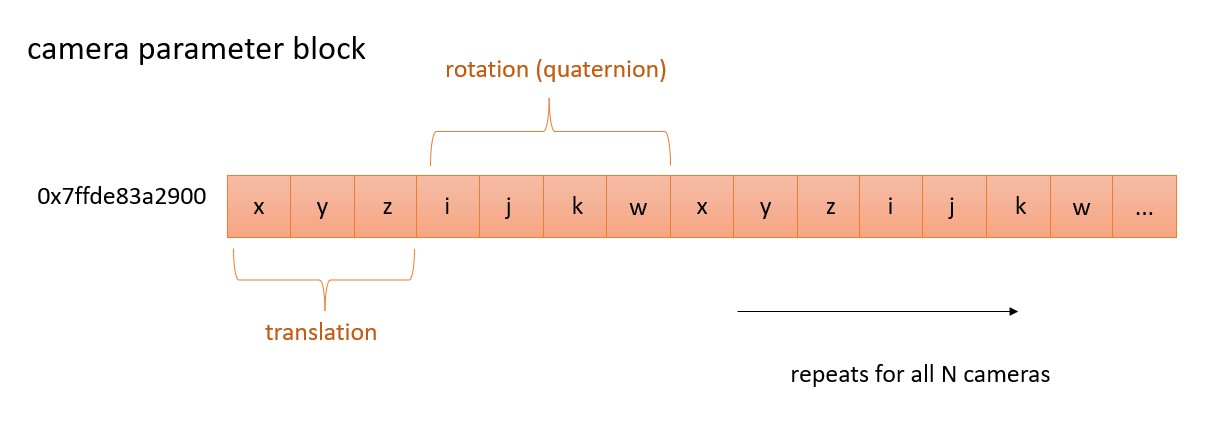 camera parameter block
rotation (quaternion)
0x7ffde83a2900 x y z i j k w x y z i j k w ...
translation
repeats for all N cameras